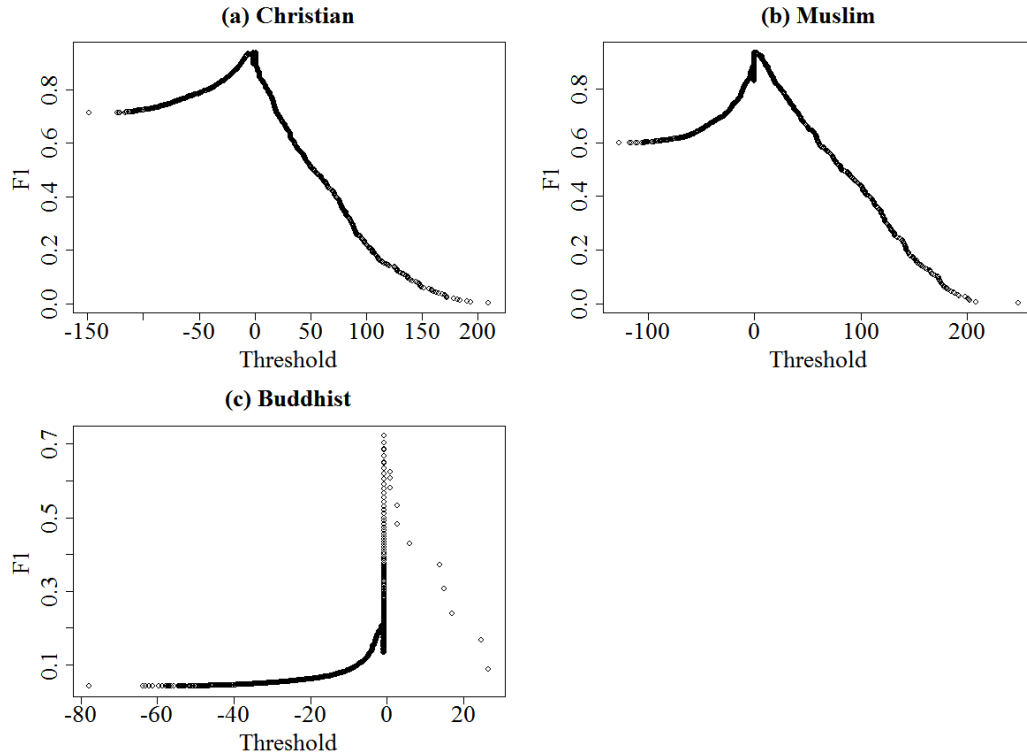 (a) Christian
F1
0.0 0.2 0.4 0.6 0.8
-150 -50 0 50 100 150 200
Threshold
(b) Muslim
F1
0.0 0.2 0.4 0.6 0.8
-100 0 100 200
Threshold
(c) Buddhist
F1
0.1 0.3 0.5 0.7
-80 -60 -40 -20 0 20
Threshold